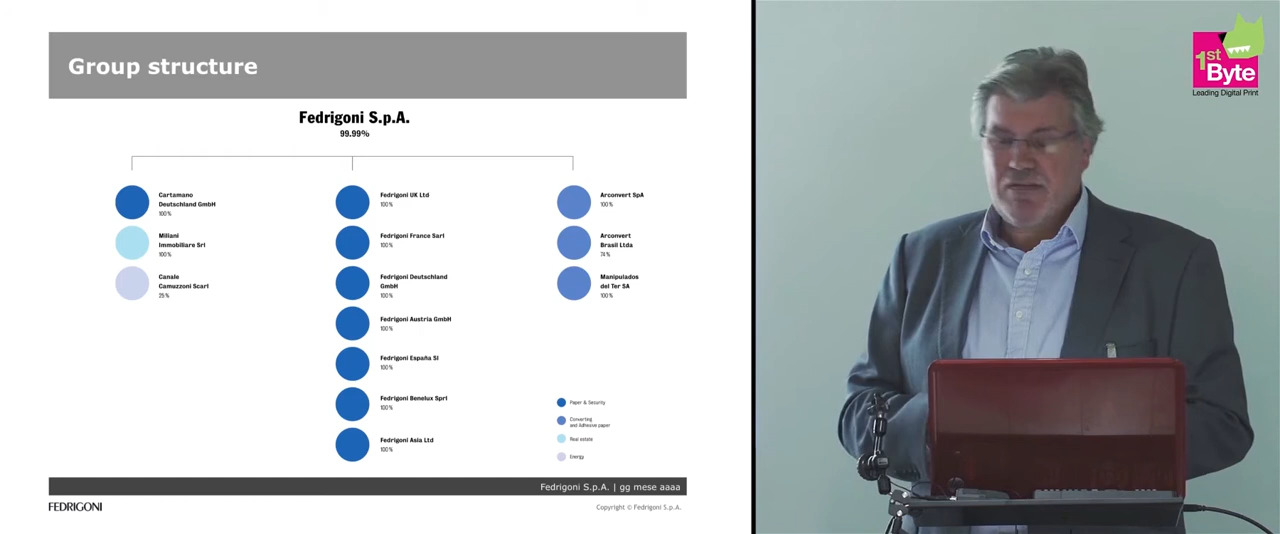 Group structure
Fedrigoni S.p.A.
99.99%
Cartamano
Deutschland GmbH
100%
Miliani
Immobiliare Srl
100%
Canale
Camuzzoni Scarl
25%
Fedrigoni UK Ltd
100%
Fedrigoni France Sarl
100%
Fedrigoni Deutschland
GmbH
100%
Fedrigoni Austria GmbH
100%
Fedrigoni España Sl
100%
Fedrigoni Benelux Sprl
100%
Fedrigoni Asia Ltd
100%
Arconvert SpA
100%
Arconvert
Brasil Ltda
74%
Manipulados
del Ter SA
100%
Paper & Security
Converting
and Adhesive paper
Real estate
Energy
Fedrigoni S.p.A. | gg mese aaaa
FEDRIGONI
Copyright © Fedrigoni S.p.A.
1st
Byte
Leading Digital Print